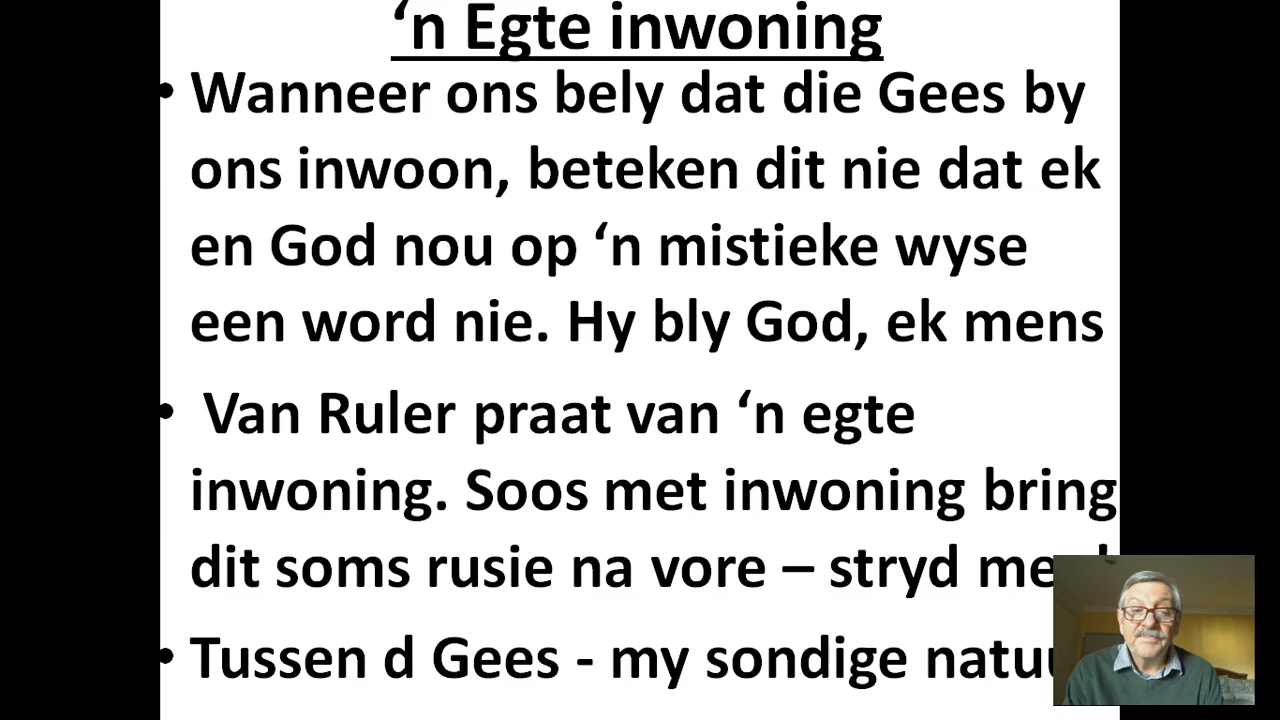 ‘n Egte inwoning
• Wanneer ons bely dat die Gees by
ons inwoon, beteken dit nie dat ek
en God nou op ‘n mistieke wyse
een word nie. Hy bly God, ek mens
• Van Ruler praat van ‘n egte
inwoning. Soos met inwoning bring
dit soms rusie na vore – stryd
• Tussen d Gees - my sondige